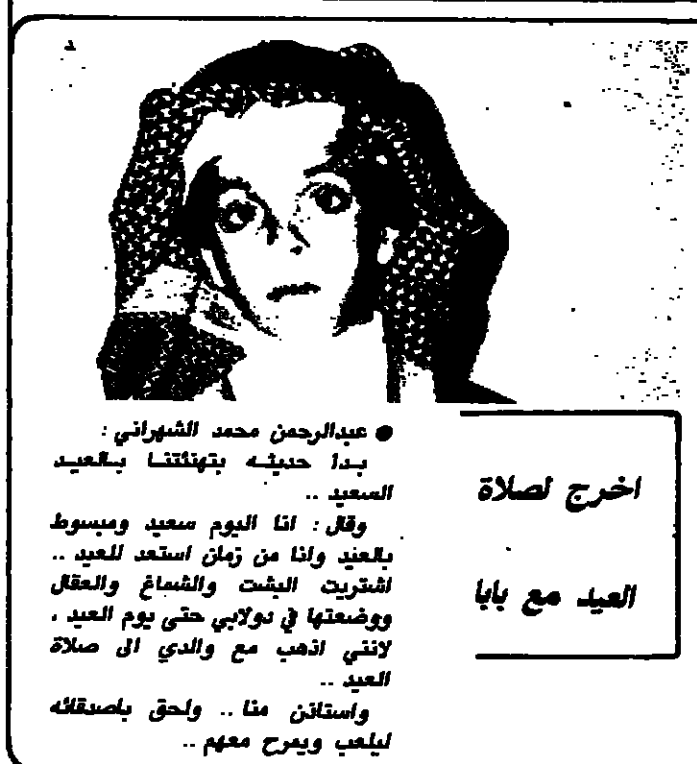 اخرج لصلاة
العيد مع بابا
● عبدالرحمن محمد الشهراني :
بدأ حديثه بتهنئتنا بالعيد
السعيد ..
وقال : انا اليوم سعيد ومبسوط
بالعيد وانا من زمان استعد للعيد ..
اشتريت البشت والشماغ والعقال
ووضعتها في دولابي حتى يوم العيد .
لانني اذهب مع والدي الى صلاة
العيد ..
واستاذن منا .. ولحق باصدقائه
ليلعب ويمرح معهم ..